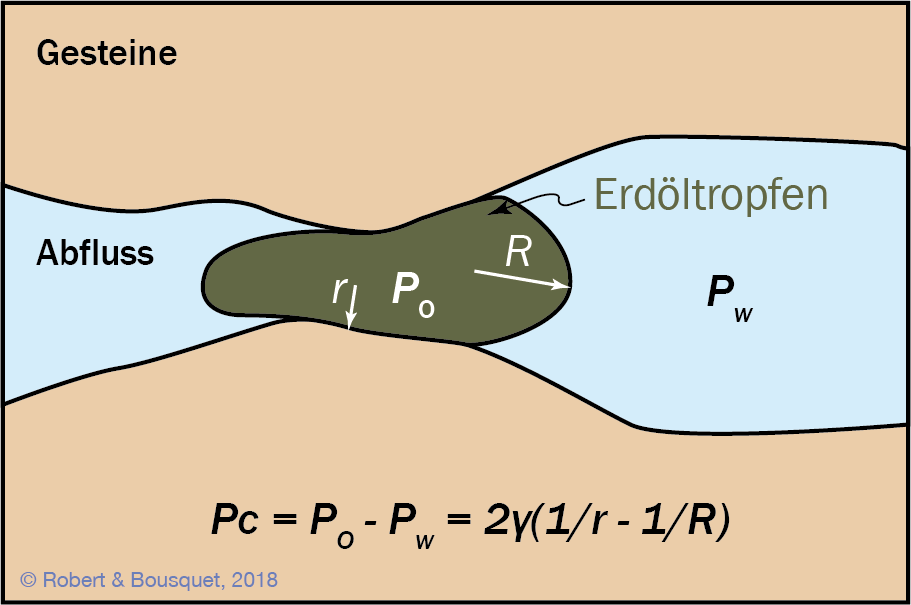 Gesteine
Erdöltropfen
Abfluss
R
r
Po
Pw
Pc = Po - Pw = 2γ(1/r - 1/R)
© Robert & Bousquet, 2018